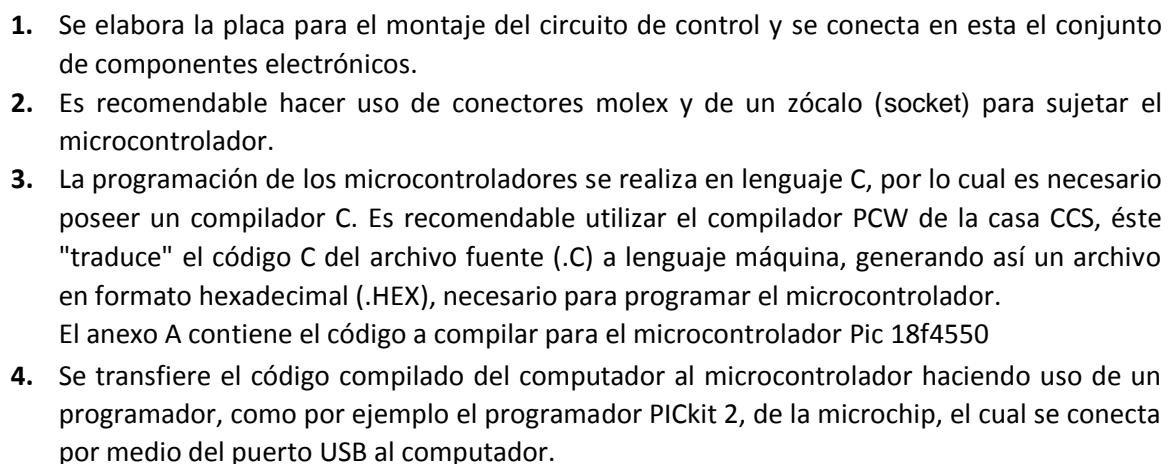 1. Se elabora la placa para el montaje del circuito de control y se conecta en esta el conjunto
de componentes electrónicos.
2. Es recomendable hacer uso de conectores molex y de un zócalo (socket) para sujetar el
microcontrolador.
3. La programación de los microcontroladores se realiza en lenguaje C, por lo cual es necesario
poseer un compilador C. Es recomendable utilizar el compilador PCW de la casa CCS, éste
"traduce" el código C del archivo fuente (.C) a lenguaje máquina, generando así un archivo
en formato hexadecimal (.HEX), necesario para programar el microcontrolador.
El anexo A contiene el código a compilar para el microcontrolador Pic 18f4550
4. Se transfiere el código compilado del computador al microcontrolador haciendo uso de un
programador, como por ejemplo el programador PICkit 2, de la microchip, el cual se conecta
por medio del puerto USB al computador.